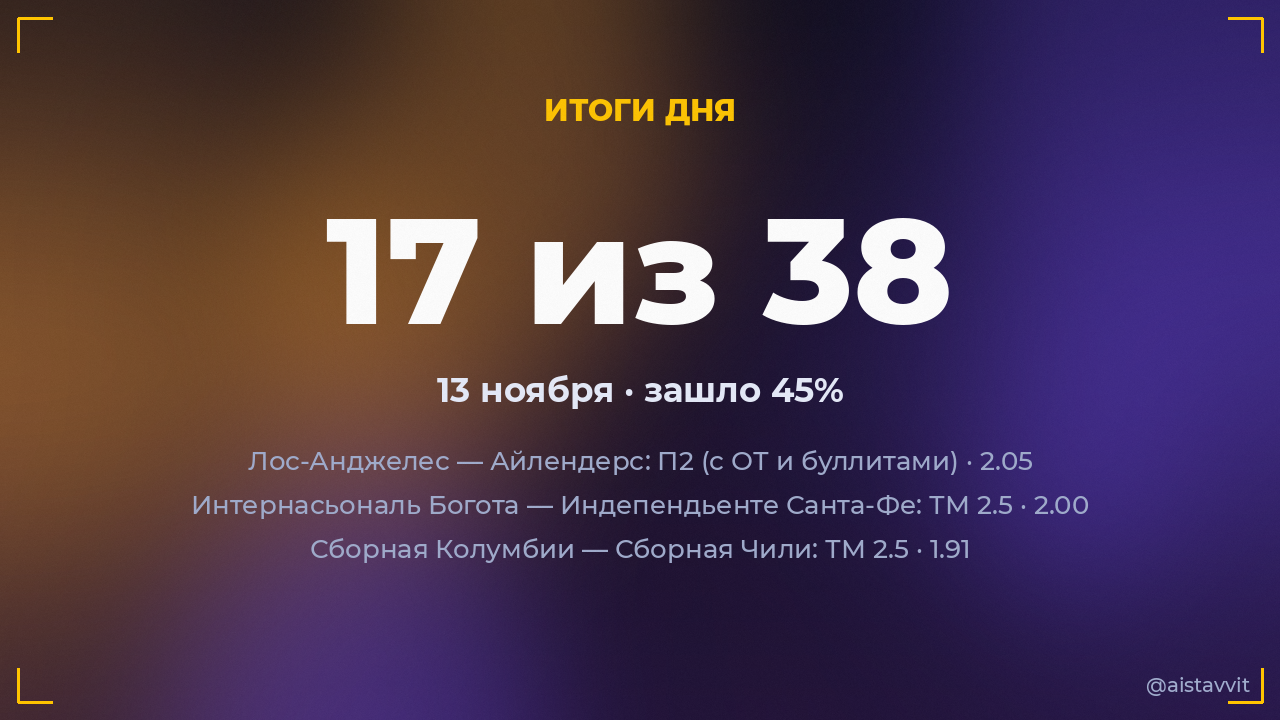 ИТОГИ ДНЯ
17 из 38
13 ноября · зашло 45%
Лос-Анджелес — Айлендерс: П2 (с ОТ и буллитами) · 2.05
Интернасьональ Богота — Индепендьенте Санта-Фе: ТМ 2.5 · 2.00
Сборная Колумбии — Сборная Чили: ТМ 2.5 · 1.91
@aistavvit